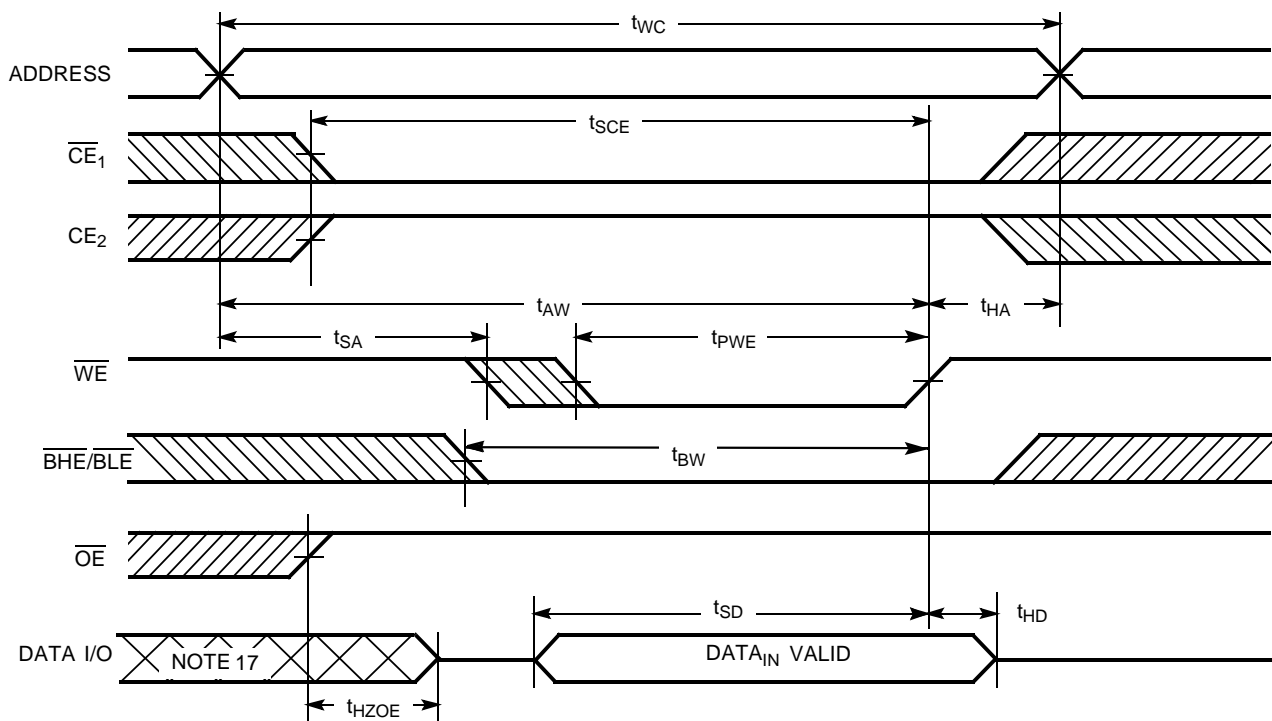 tWC
ADDRESS
tSCE
CE1
CE2
tAW
tHA
tSA
tPWE
WE
BHE/BLE
tBW
OE
tSD
tHD
DATA I/O
NOTE 17
DATAIN VALID
tHZOE